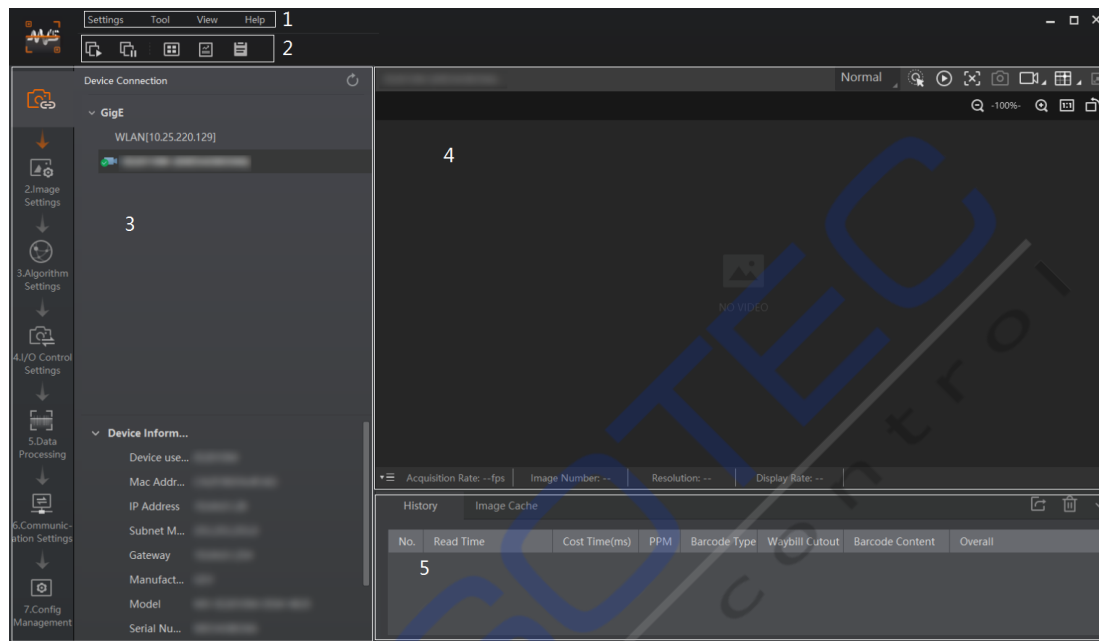 MVS
Settings Tool View Help 1
2
Device Connection
Normal
GigE
-100%- 1:1
WLAN[10.25.220.129]
4
2.Image
Settings
3
3.Algorithm
Settings
NO VIDEO
4.I/O Control
Settings
5.Data
Processing
Device Inform...
Device use...
Mac Addr...
IP Address
Subnet M...
Gateway
Manufact...
Model
Serial Nu...
6.Communic-
ation Settings
7.Config
Management
Acquisition Rate: --fps Image Number: -- Resolution: -- Display Rate: --
History Image Cache
No. Read Time Cost Time(ms) PPM Barcode Type Waybill Cutout Barcode Content Overall
5
SOTEC
control